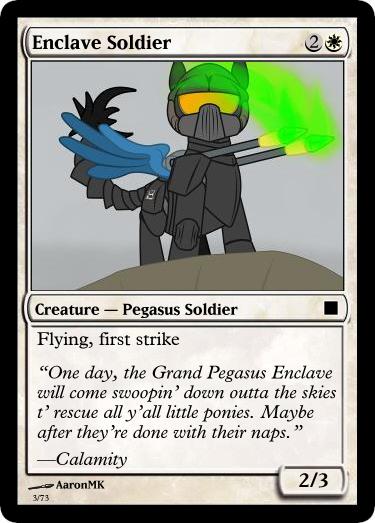 Enclave Soldier 2
Creature — Pegasus Soldier
Flying, first strike
“One day, the Grand Pegasus Enclave
will come swoopin’ down outta the skies
t’ rescue all y’all little ponies. Maybe
after they’re done with their naps.”
—Calamity
2/3
AaronMK
3/73